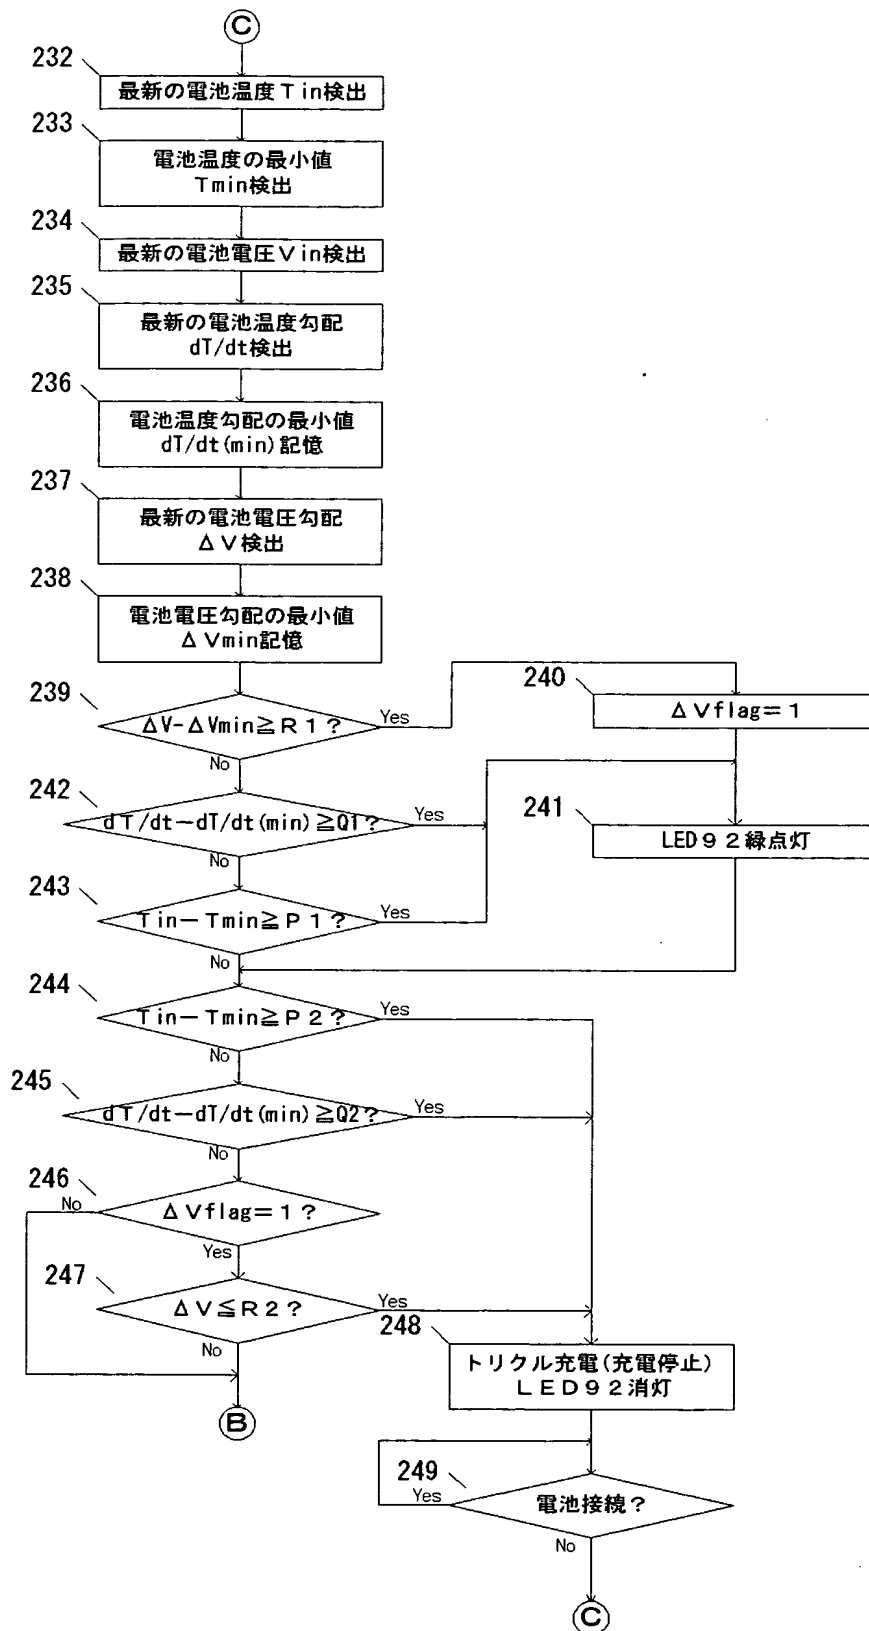 C
232
最新の電池温度Tin検出
233
電池温度の最小値
Tmin検出
234
最新の電池電圧Vin検出
235
最新の電池温度勾配
dT/dt検出
236
電池温度勾配の最小値
dT/dt(min)記憶
237
最新の電池電圧勾配
ΔV検出
238
電池電圧勾配の最小値
ΔVmin記憶
239
ΔV-ΔVmin≧R1?
Yes
No
240
ΔVflag=1
242
dT/dt-dT/dt(min)≧Q1?
Yes
No
241
LED92緑点灯
243
Tin-Tmin≧P1?
Yes
No
244
Tin-Tmin≧P2?
Yes
No
245
dT/dt-dT/dt(min)≧Q2?
Yes
No
246
No
ΔVflag=1?
Yes
247
ΔV≦R2?
Yes
No
B
248
トリクル充電(充電停止)
LED92消灯
249
Yes
電池接続?
No
C